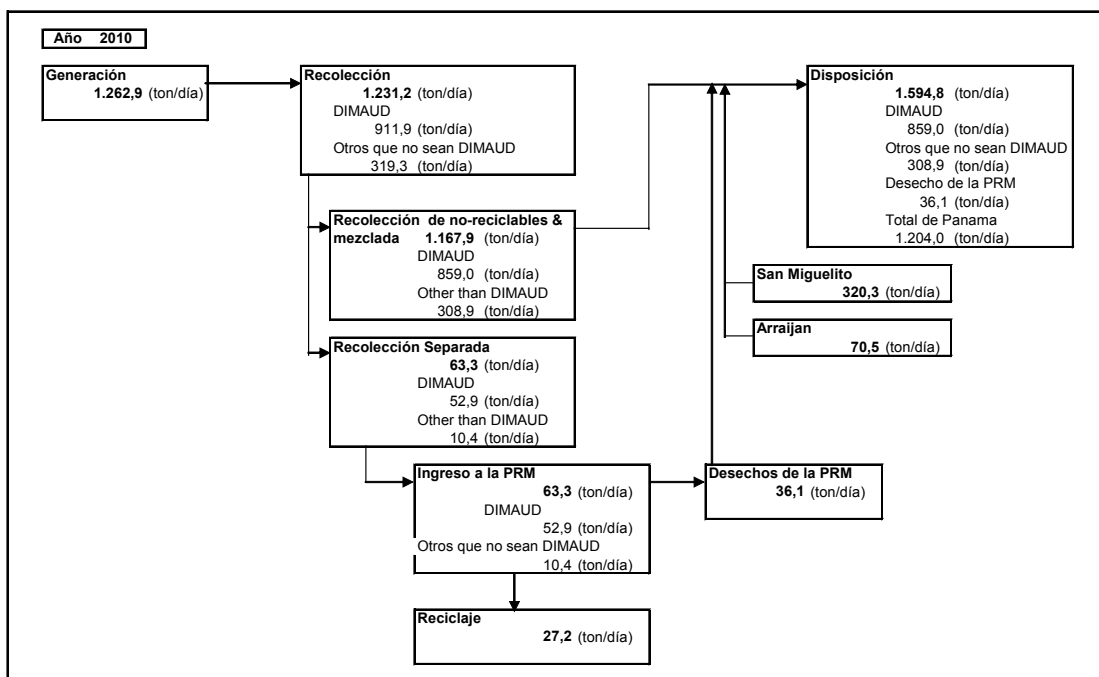 Año 2010
Generación
1.262,9 (ton/día)
Recolección
1.231,2 (ton/día)
DIMAUD
911,9 (ton/día)
Otros que no sean DIMAUD
319,3 (ton/día)
Disposición
1.594,8 (ton/día)
DIMAUD
859,0 (ton/día)
Otros que no sean DIMAUD
308,9 (ton/día)
Desecho de la PRM
36,1 (ton/día)
Total de Panama
1.204,0 (ton/día)
Recolección de no-reciclables &
mezclada 1.167,9 (ton/día)
DIMAUD
859,0 (ton/día)
Other than DIMAUD
308,9 (ton/día)
San Miguelito
320,3 (ton/día)
Arraijan
70,5 (ton/día)
Recolección Separada
63,3 (ton/día)
DIMAUD
52,9 (ton/día)
Other than DIMAUD
10,4 (ton/día)
Ingreso a la PRM
63,3 (ton/día)
DIMAUD
52,9 (ton/día)
Otros que no sean DIMAUD
10,4 (ton/día)
Desechos de la PRM
36,1 (ton/día)
Reciclaje
27,2 (ton/día)